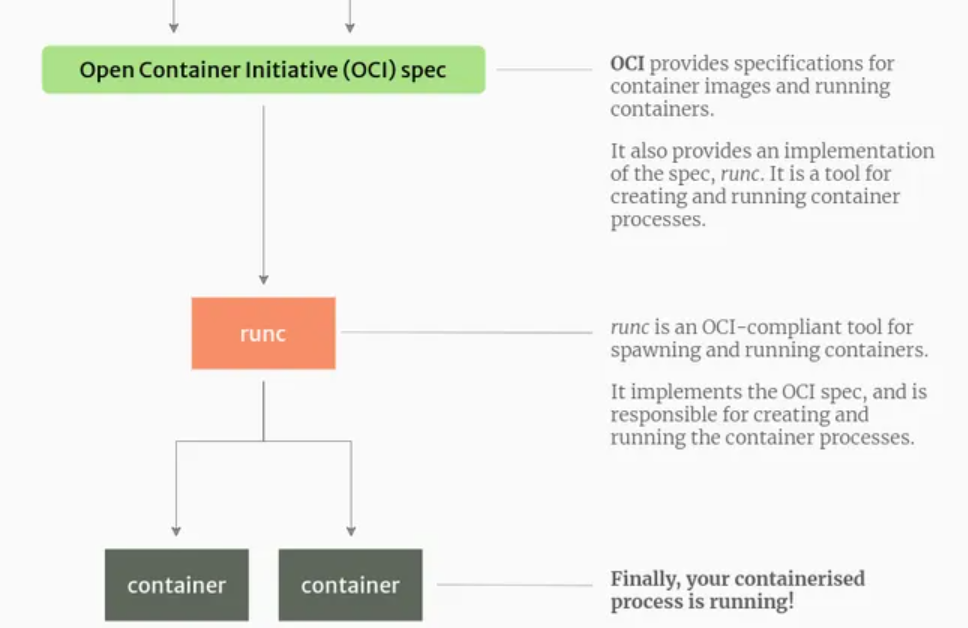 Open Container Initiative (OCI) spec
OCI provides specifications for
container images and running
containers.
It also provides an implementation
of the spec, runc. It is a tool for
creating and running container
processes.
runc
runc is an OCI-compliant tool for
spawning and running containers.
It implements the OCI spec, and is
responsible for creating and
running the container processes.
container
container
Finally, your containerised
process is running!